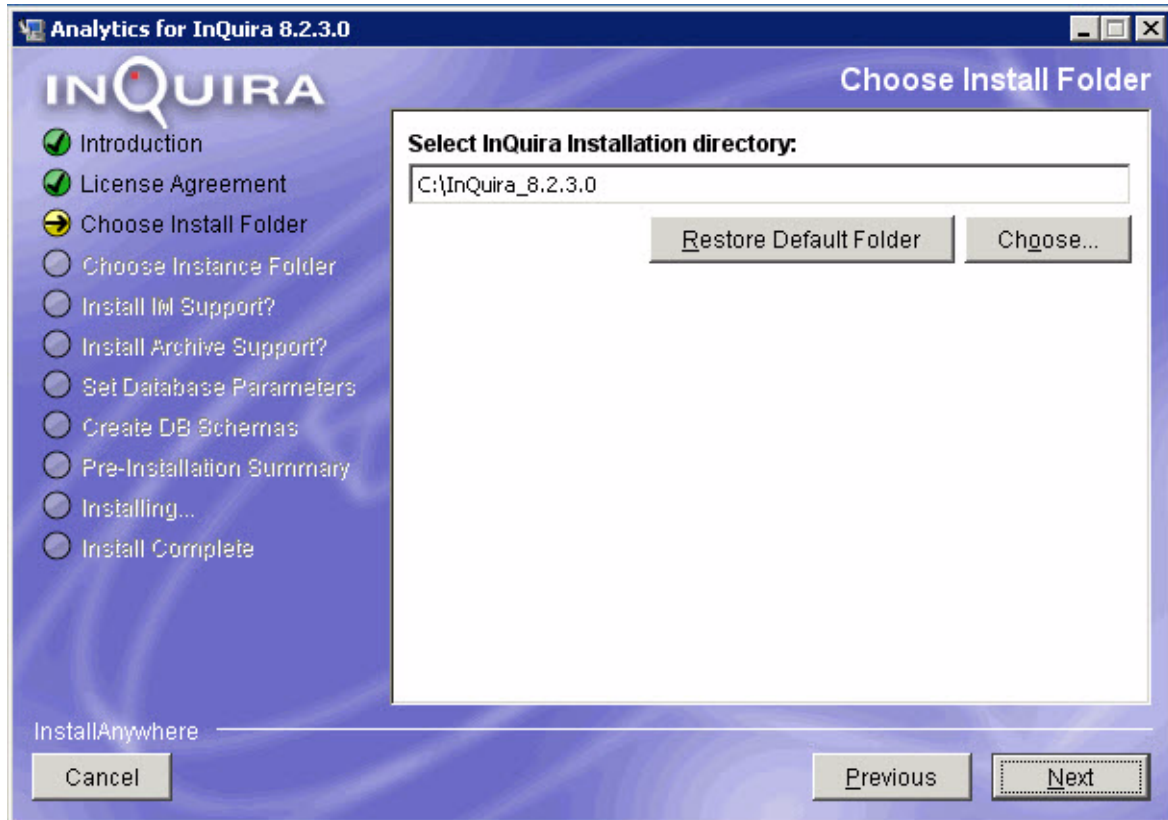 Analytics for InQuira 8.2.3.0
INQUIRA
Choose Install Folder
Introduction
License Agreement
Choose Install Folder
Choose Instance Folder
Install IM Support?
Install Archive Support?
Set Database Parameters
Create DB Schemas
Pre-Installation Summary
Installing...
Install Complete
Select InQuira Installation directory:
C:\InQuira_8.2.3.0
Restore Default Folder
Choose...
InstallAnywhere
Cancel
Previous
Next